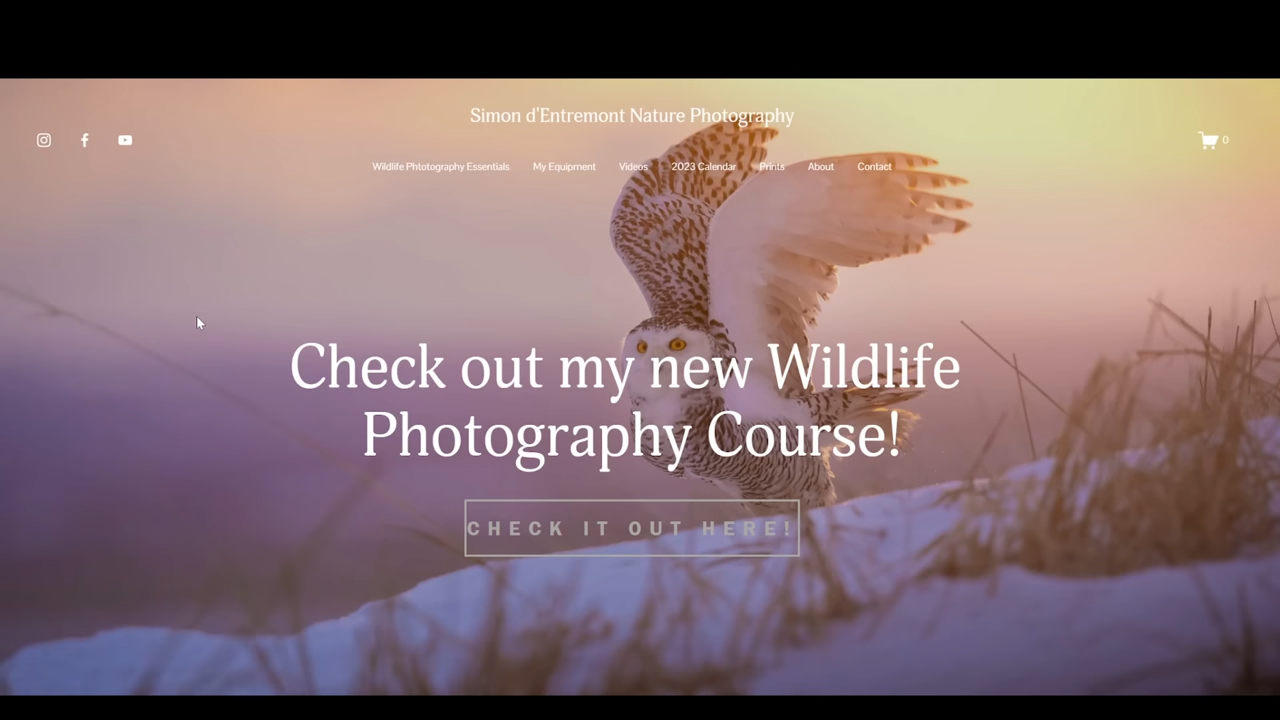 Simon d'Entremont Nature Photography
0
Wildlife Phtotography Essentials My Equipment Videos 2023 Calendar Prints About Contact
Check out my new Wildlife
Photography Course!
CHECK IT OUT HERE!